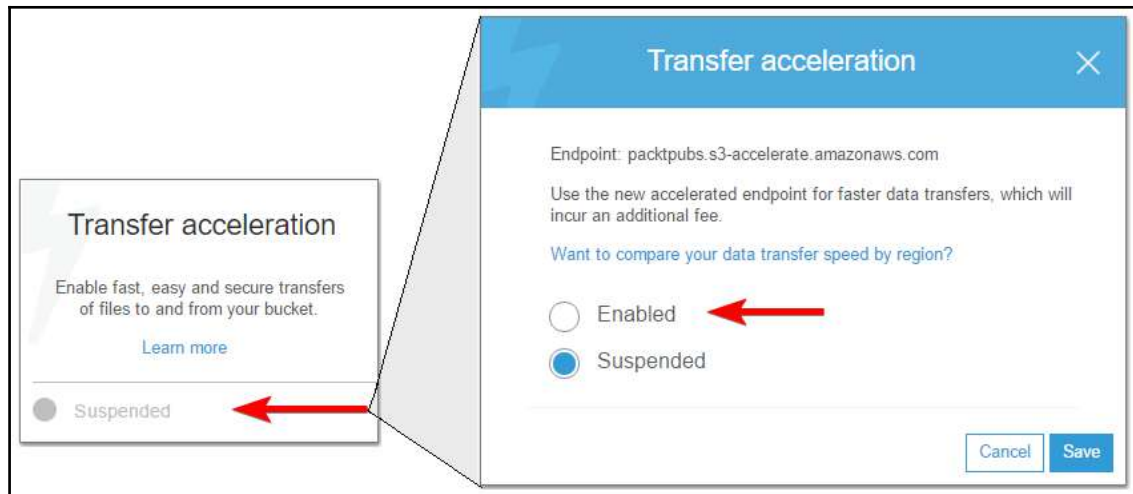 Transfer acceleration
Enable fast, easy and secure transfers
of files to and from your bucket.
Learn more
Suspended
Transfer acceleration
Endpoint: packtpubs.s3-accelerate.amazonaws.com
Use the new accelerated endpoint for faster data transfers, which will
incur an additional fee.
Want to compare your data transfer speed by region?
Enabled
Suspended
Cancel
Save